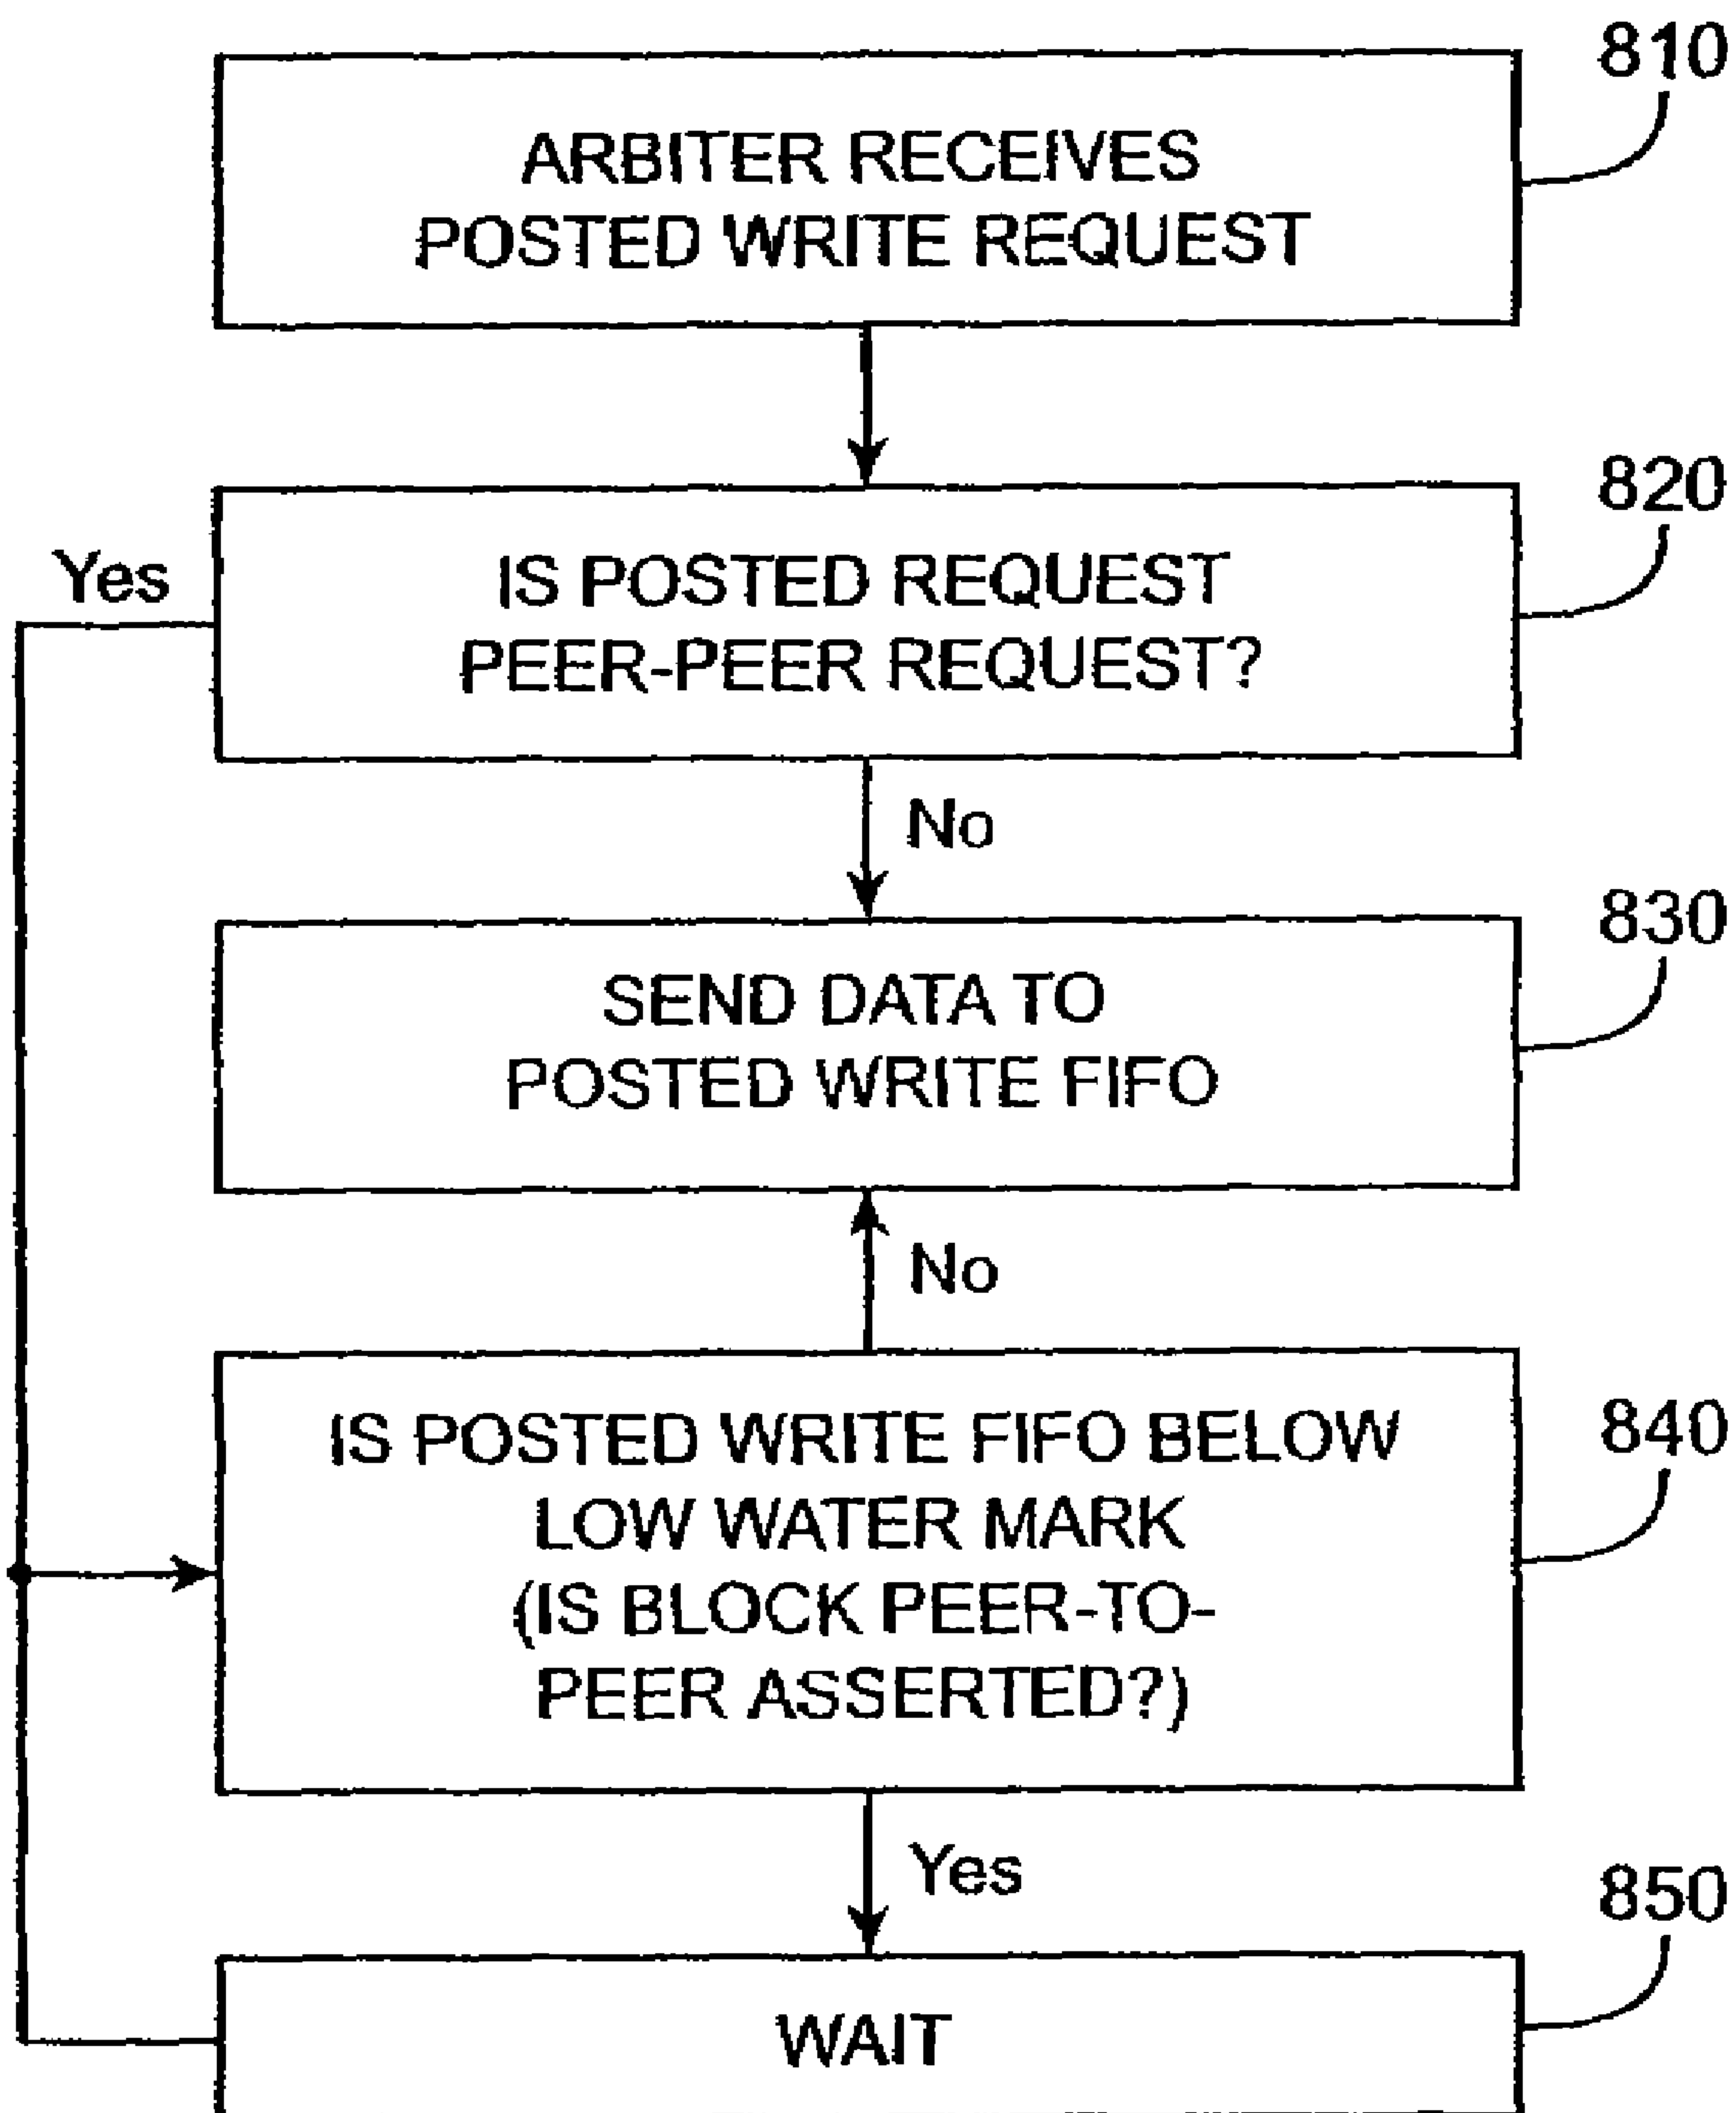 810
ARBITER RECEIVES
POSTED WRITE REQUEST
820
Yes
IS POSTED REQUEST
PEER-PEER REQUEST?
No
830
SEND DATA TO
POSTED WRITE FIFO
No
840
IS POSTED WRITE FIFO BELOW
LOW WATER MARK
(IS BLOCK PEER-TO-
PEER ASSERTED?)
Yes
850
WAIT